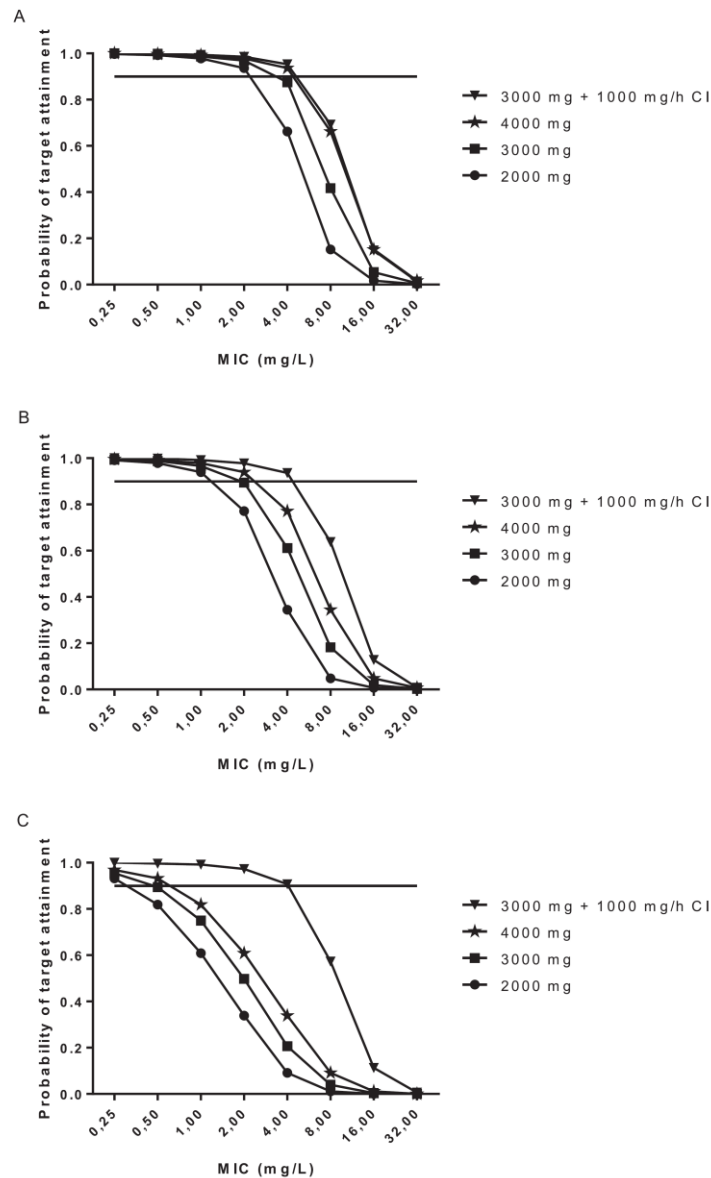 A
Probability of target attainment
1.0
0.8
0.6
0.4
0.2
0.0
0,25
0,50
1,00
2,00
4,00
8,00
16,00
32,00
MIC (mg/L)
3000 mg + 1000 mg/h CI
4000 mg
3000 mg
2000 mg
B
Probability of target attainment
1.0
0.8
0.6
0.4
0.2
0.0
0,25
0,50
1,00
2,00
4,00
8,00
16,00
32,00
MIC (mg/L)
3000 mg + 1000 mg/h CI
4000 mg
3000 mg
2000 mg
C
Probability of target attainment
1.0
0.8
0.6
0.4
0.2
0.0
0,25
0,50
1,00
2,00
4,00
8,00
16,00
32,00
MIC (mg/L)
3000 mg + 1000 mg/h CI
4000 mg
3000 mg
2000 mg